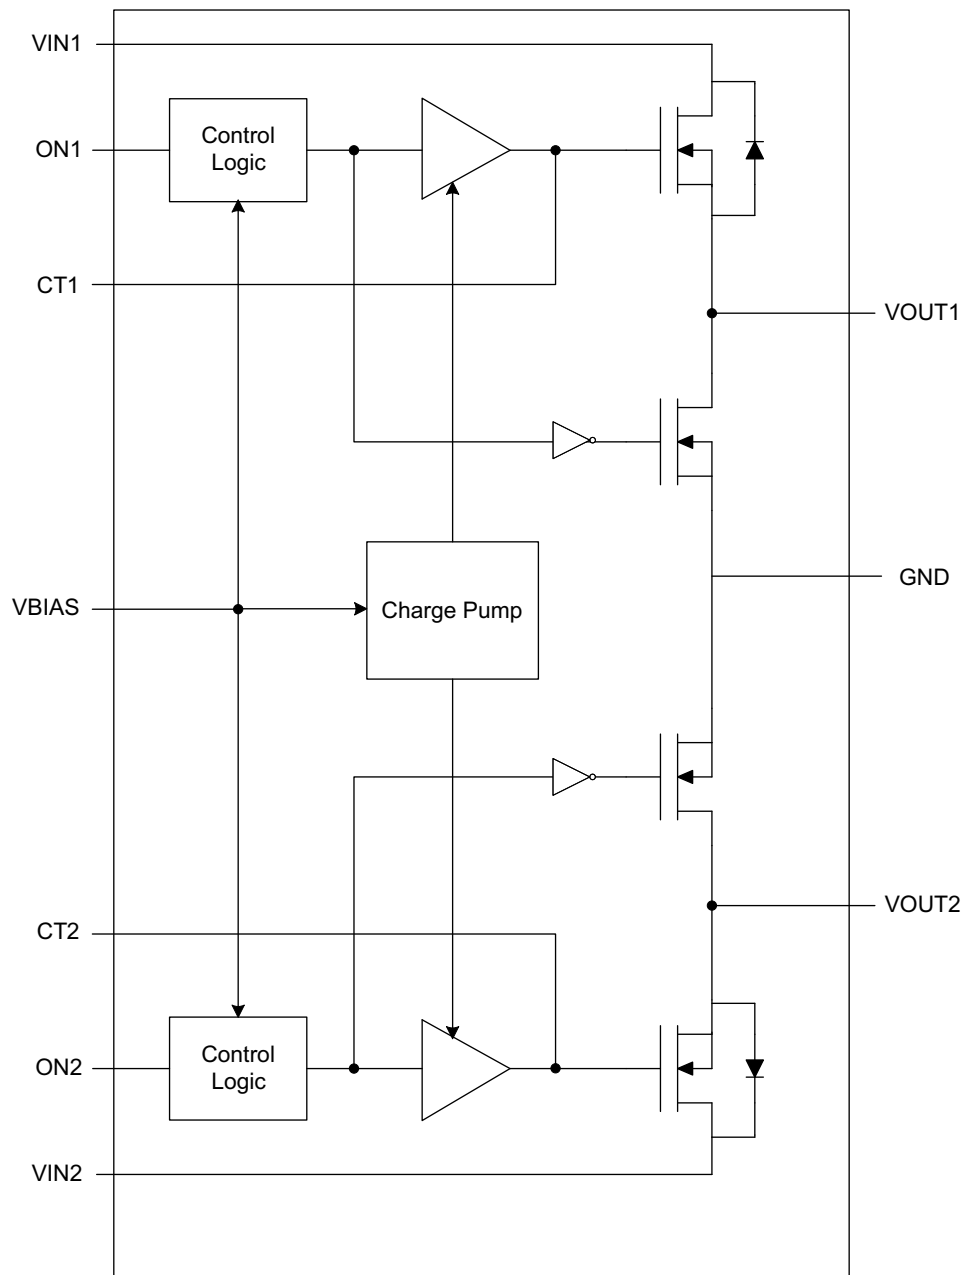 VIN1
ON1
Control
Logic
CT1
VOUT1
GND
VBIAS
Charge Pump
VOUT2
CT2
ON2
Control
Logic
VIN2